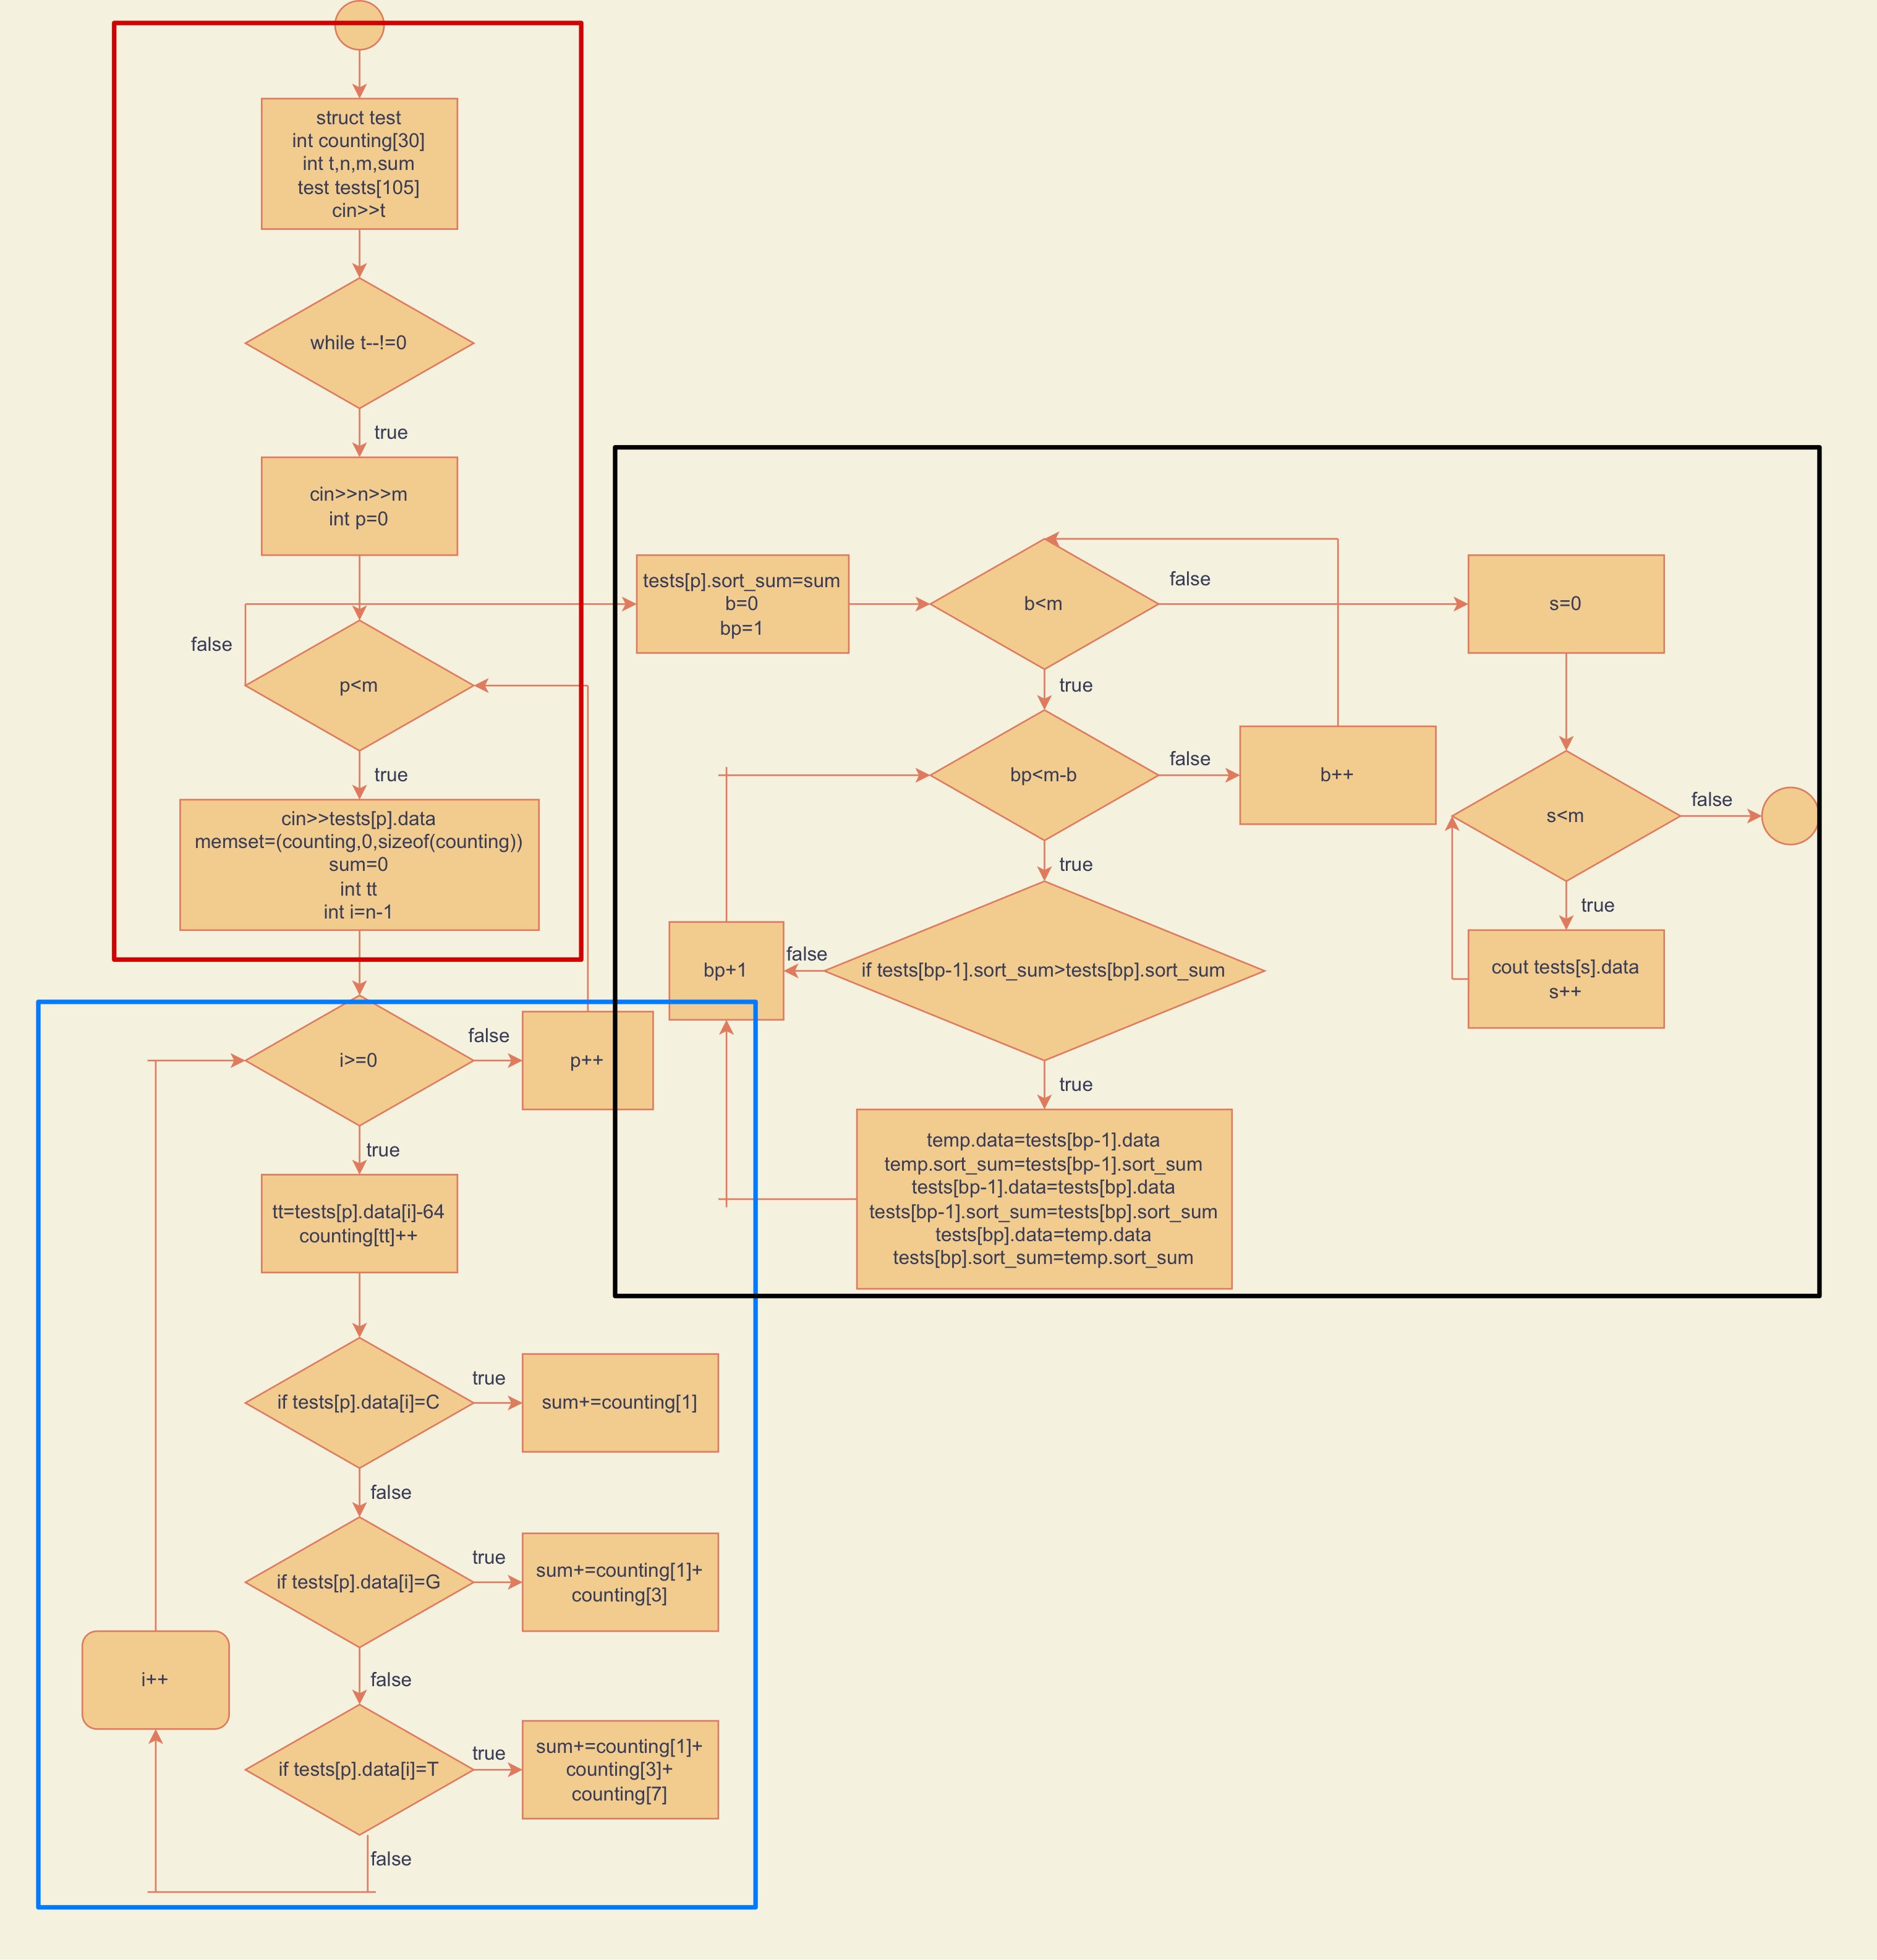 struct test
int counting[30]
int t,n,m,sum
test tests[105]
cin>>t
while t--!=0
true
cin>>n>>m
int p=0
false
p<m
true
cin>>tests[p].data
memset=(counting,0,sizeof(counting))
sum=0
int tt
int i=n-1
i>=0
false
p++
true
tt=tests[p].data[i]-64
counting[tt]++
if tests[p].data[i]=C
true
sum+=counting[1]
false
if tests[p].data[i]=G
true
sum+=counting[1]+
counting[3]
false
i++
if tests[p].data[i]=T
true
sum+=counting[1]+
counting[3]+
counting[7]
false
tests[p].sort_sum=sum
b=0
bp=1
b<m
false
true
bp<m-b
false
b++
true
if tests[bp-1].sort_sum>tests[bp].sort_sum
false
bp+1
true
temp.data=tests[bp-1].data
temp.sort_sum=tests[bp-1].sort_sum
tests[bp-1].data=tests[bp].data
tests[bp-1].sort_sum=tests[bp].sort_sum
tests[bp].data=temp.data
tests[bp].sort_sum=temp.sort_sum
s=0
s<m
false
true
cout tests[s].data
s++